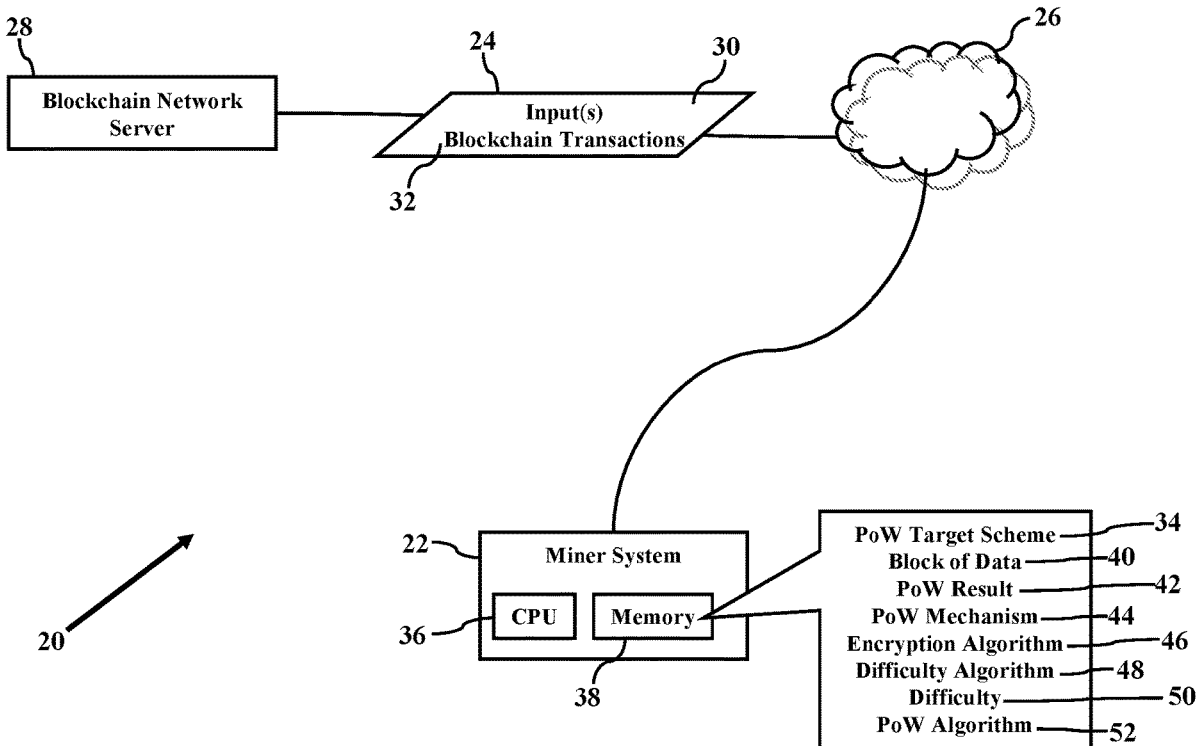 28
24
30
26
Blockchain Network
Server
Input(s)
Blockchain Transactions
32
20
22
Miner System
36
CPU
Memory
38
PoW Target Scheme
34
Block of Data
40
PoW Result
42
PoW Mechanism
44
Encryption Algorithm
46
Difficulty Algorithm
48
Difficulty
50
PoW Algorithm
52